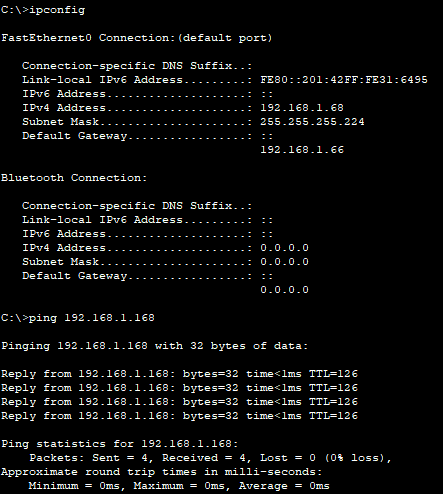 C:\>ipconfig
FastEthernet0 Connection:(default port)
Connection-specific DNS Suffix..:
Link-local IPv6 Address.........: FE80::201:42FF:FE31:6495
IPv6 Address....................: ::
IPv4 Address....................: 192.168.1.68
Subnet Mask.....................: 255.255.255.224
Default Gateway.................: ::
192.168.1.66
Bluetooth Connection:
Connection-specific DNS Suffix..:
Link-local IPv6 Address.........: ::
IPv6 Address....................: ::
IPv4 Address....................: 0.0.0.0
Subnet Mask.....................: 0.0.0.0
Default Gateway.................: ::
0.0.0.0
C:\>ping 192.168.1.168
Pinging 192.168.1.168 with 32 bytes of data:
Reply from 192.168.1.168: bytes=32 time<1ms TTL=126
Reply from 192.168.1.168: bytes=32 time<1ms TTL=126
Reply from 192.168.1.168: bytes=32 time<1ms TTL=126
Reply from 192.168.1.168: bytes=32 time<1ms TTL=126
Ping statistics for 192.168.1.168:
Packets: Sent = 4, Received = 4, Lost = 0 (0% loss),
Approximate round trip times in milli-seconds:
Minimum = 0ms, Maximum = 0ms, Average = 0ms